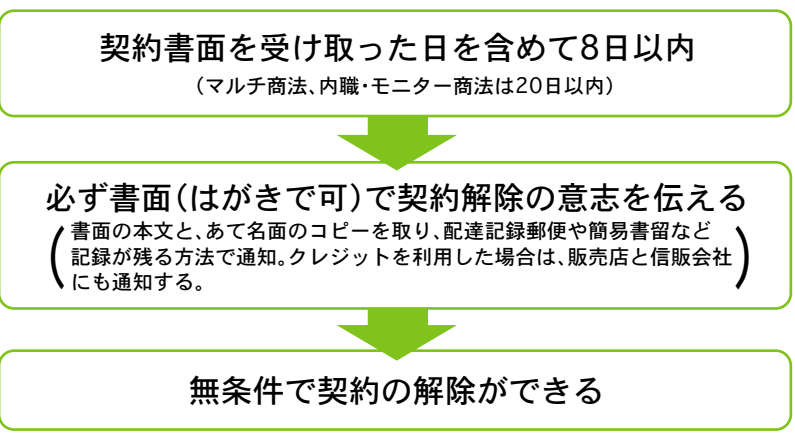 契約書面を受け取った日を含めて8日以内
（マルチ商法、内職・モニター商法は20日以内）
必ず書面（はがきで可）で契約解除の意志を伝える
（書面の本文と、あて名面のコピーを取り、配達記録郵便や簡易書留など
記録が残る方法で通知。クレジットを利用した場合は、販売店と信販会社
にも通知する。）
無条件で契約の解除ができる